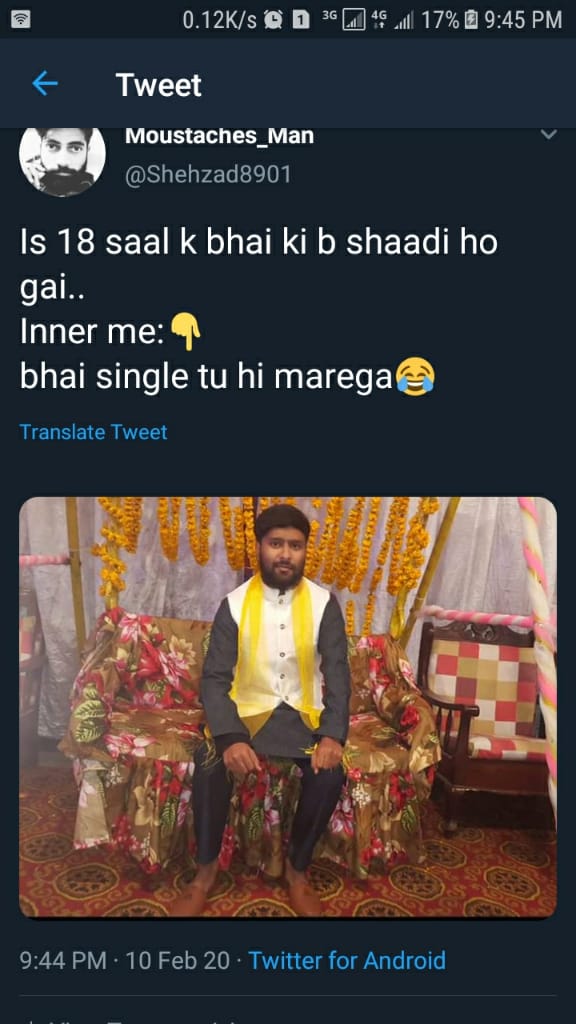 0.12K/s 1 3G 4G 17% 9:45 PM
Tweet
Moustaches_Man
@Shehzad8901
Is 18 saal k bhai ki b shaadi ho
gai..
Inner me:👇
bhai single tu hi marega😂
Translate Tweet
9:44 PM · 10 Feb 20 · Twitter for Android